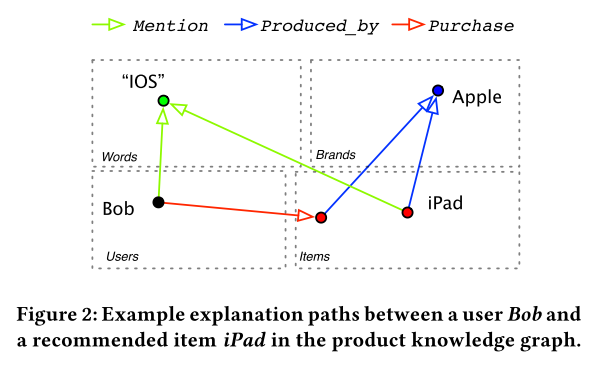 Mention Produced_by Purchase
“IOS”
Apple
Words
Brands
Bob
iPad
Users
Items
Figure 2: Example explanation paths between a user Bob and
a recommended item iPad in the product knowledge graph.